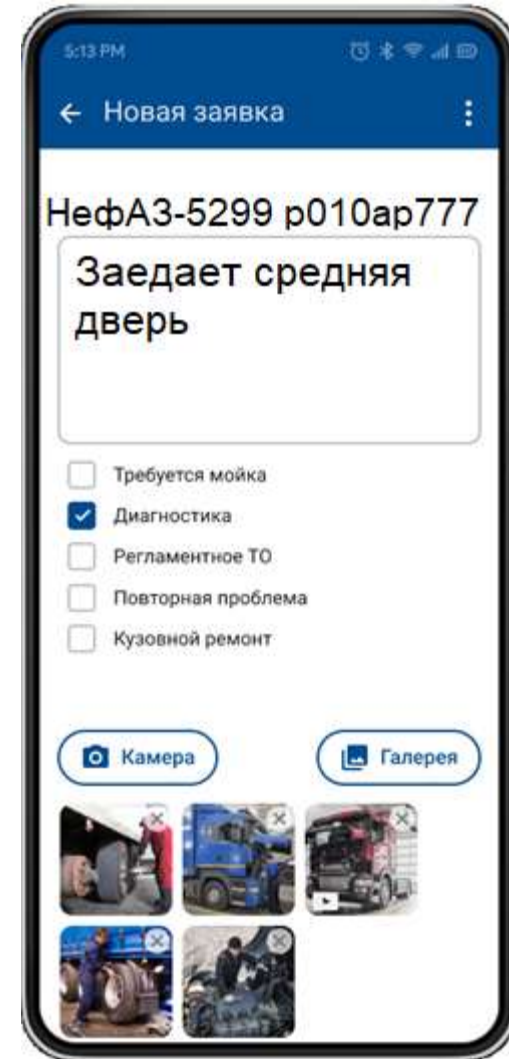 5:13 PM
Новая заявка
НефАЗ-5299 р010ар777
Заедает средняя
дверь
Требуется мойка
Диагностика
Регламентное ТО
Повторная проблема
Кузовной ремонт
Камера
Галерея